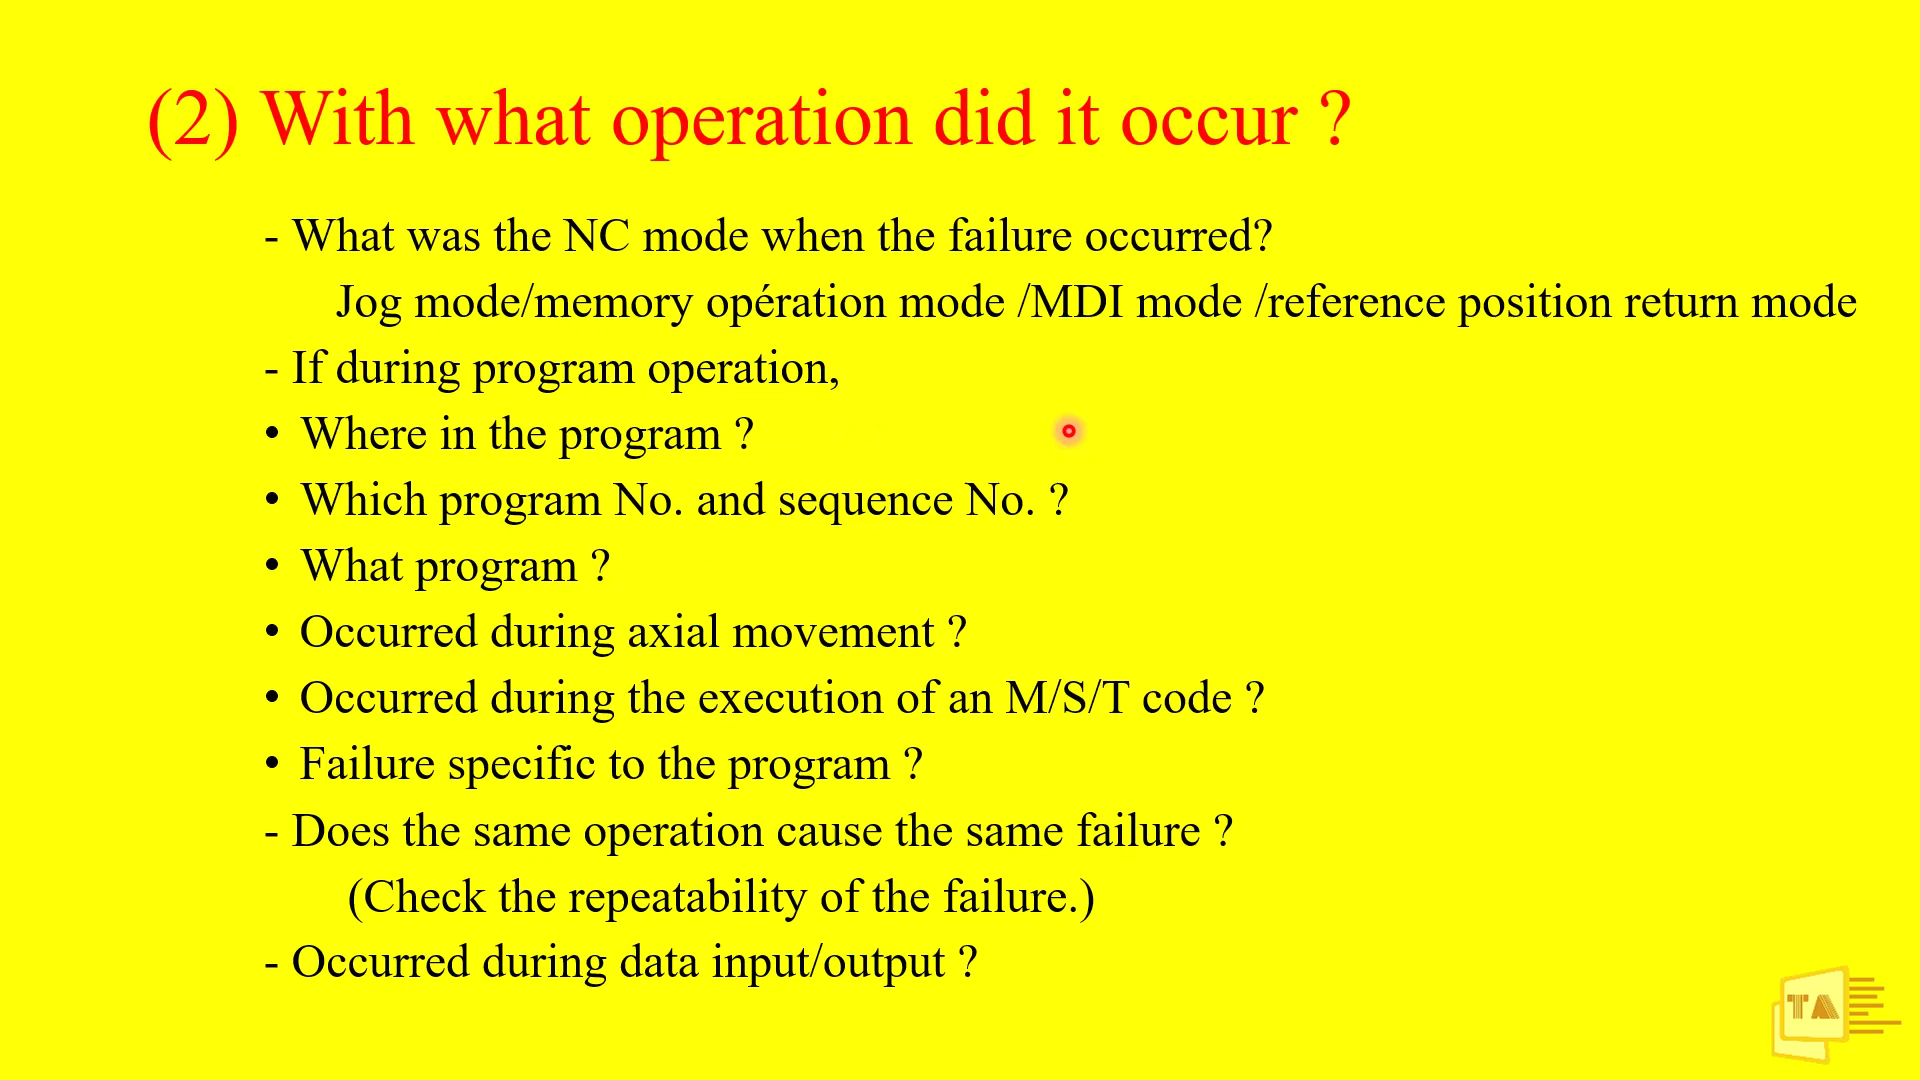 (2) With what operation did it occur ?
- What was the NC mode when the failure occurred?
Jog mode/memory opération mode /MDI mode /reference position return mode
- If during program operation,
• Where in the program ?
• Which program No. and sequence No. ?
• What program ?
• Occurred during axial movement ?
• Occurred during the execution of an M/S/T code ?
• Failure specific to the program ?
- Does the same operation cause the same failure ?
(Check the repeatability of the failure.)
- Occurred during data input/output ?
TA